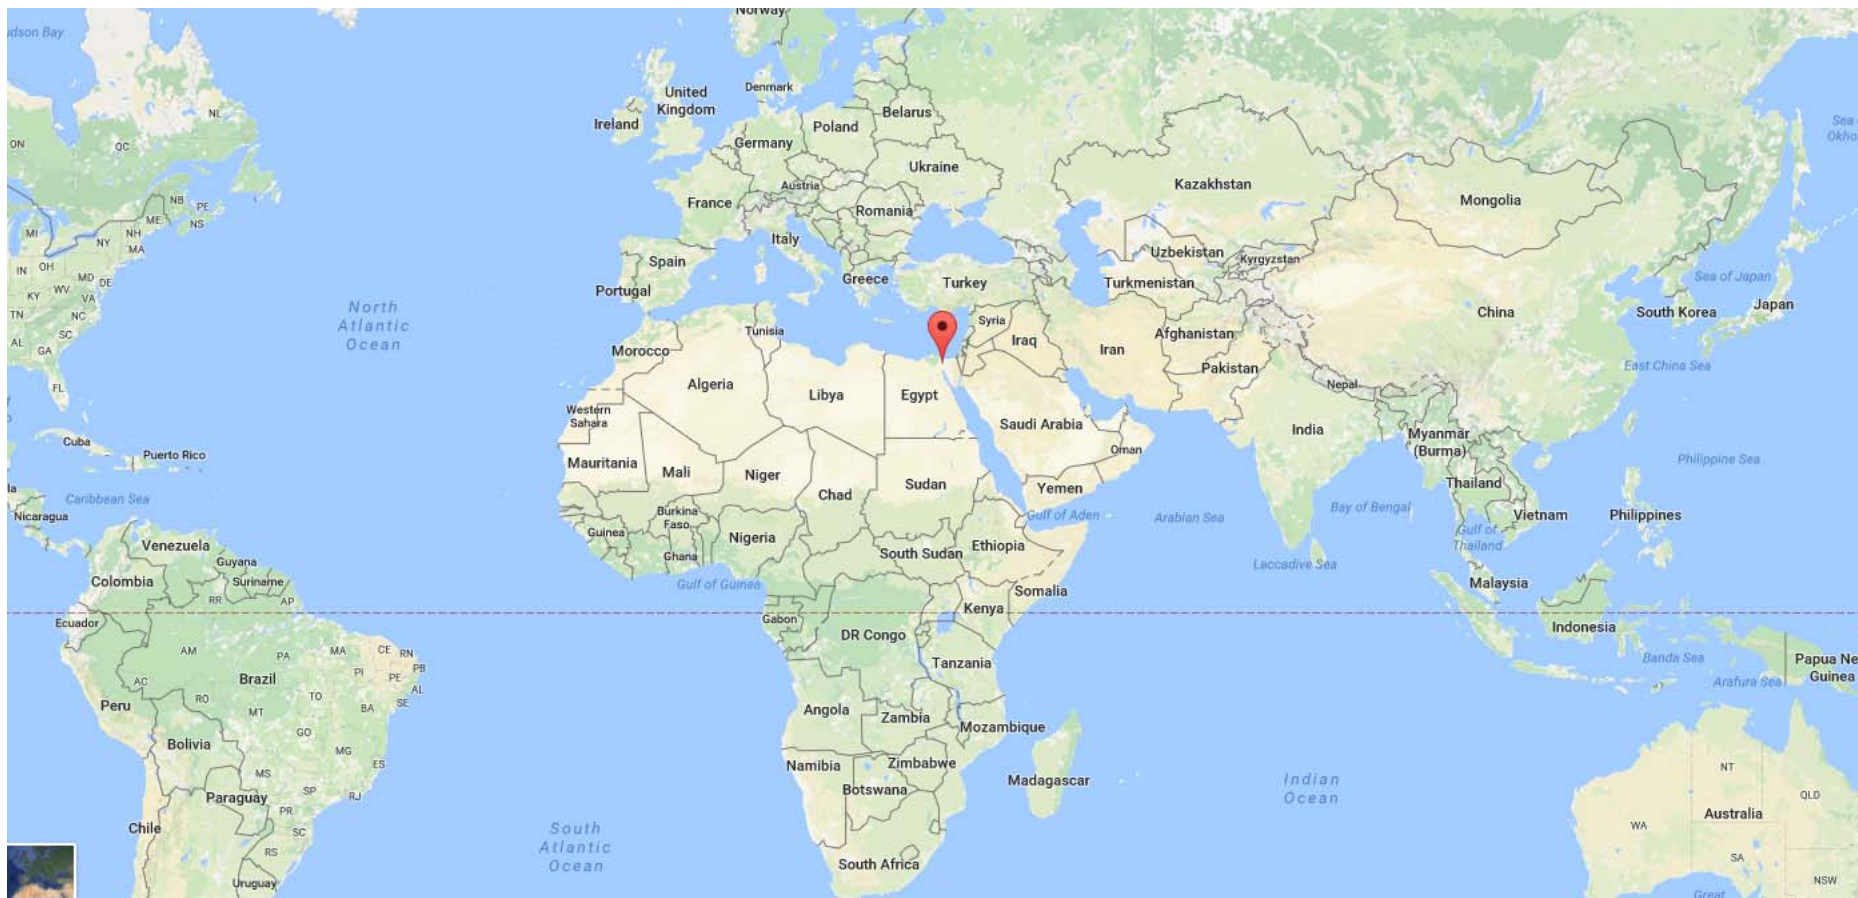 Norway
udson Bay
Denmark
United
Kingdom
NL
Belarus
Sea
Okho
Ireland
Poland
ON
QC
Germany
Ukraine
Austria
Kazakhstan
NB
PE
France
Mongolia
Romania
ME
NS
MI
NH
NY
MA
Italy
Uzbekistan
Kyrgyzstan
Spain
IN
OH
MD
DE
Greece
Turkey
Turkmenistan
Sea of Japan
KY
WV
VA
Portugal
North
Atlantic
Ocean
Japan
TN
NC
China
South Korea
SC
Tunisia
Syria
Afghanistan
AL
GA
Morocco
Iraq
Iran
Pakistan
East China Sea
FL
Algeria
Nepal
Libya
Egypt
Western
Sahara
Saudi Arabia
India
Myanmar
(Burma)
Cuba
Puerto Rico
Oman
Philippine Sea
Mauritania
Mali
Niger
Sudan
Yemen
Thailand
la
Caribbean Sea
Chad
Nicaragua
Burkina
Faso
Gulf of Aden
Arabian Sea
Bay of Bengal
Vietnam
Philippines
Guinea
Nigeria
Gulf of
Thailand
Venezuela
Ghana
South Sudan
Ethiopia
Guyana
Laccadive Sea
Colombia
Suriname
Gulf of Guinea
Malaysia
RR
AP
Somalia
Kenya
Ecuador
Gabon
Indonesia
DR Congo
AM
PA
MA
CE
RN
Tanzania
Banda Sea
Papua Ne
Guinea
PB
PI
PE
AC
Brazil
AL
Arafura Sea
RO
TO
SE
Peru
MT
BA
Angola
Zambia
Mozambique
GO
Bolivia
MG
ES
Namibia
Zimbabwe
NT
MS
Madagascar
Indian
Ocean
Botswana
SP
Paraguay
RJ
QLD
PR
Australia
Chile
SC
South
Atlantic
Ocean
WA
RS
SA
South Africa
Uruguay
NSW
Great